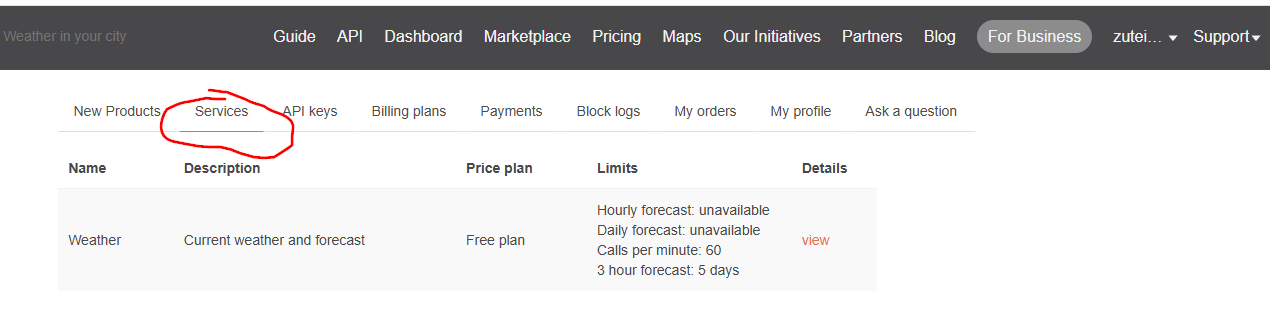 Weather in your city Guide API Dashboard Marketplace Pricing Maps Our Initiatives Partners Blog For Business zutei... Support
New Products Services API keys Billing plans Payments Block logs My orders My profile Ask a question
Name Description Price plan Limits Details
Hourly forecast: unavailable
Daily forecast: unavailable
Weather Current weather and forecast Free plan view
Calls per minute: 60
3 hour forecast: 5 days